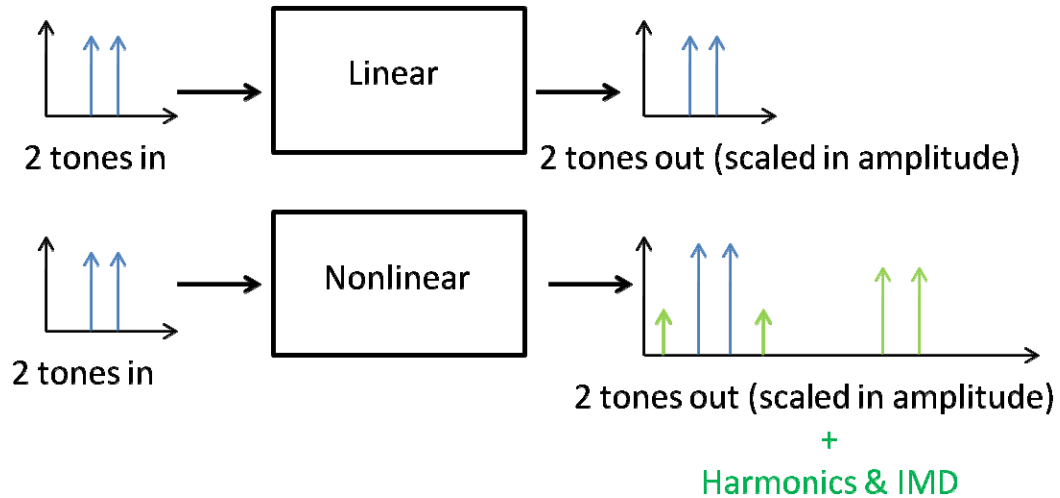 Linear
2 tones in
2 tones out (scaled in amplitude)
Nonlinear
2 tones in
2 tones out (scaled in amplitude)
+
Harmonics & IMD